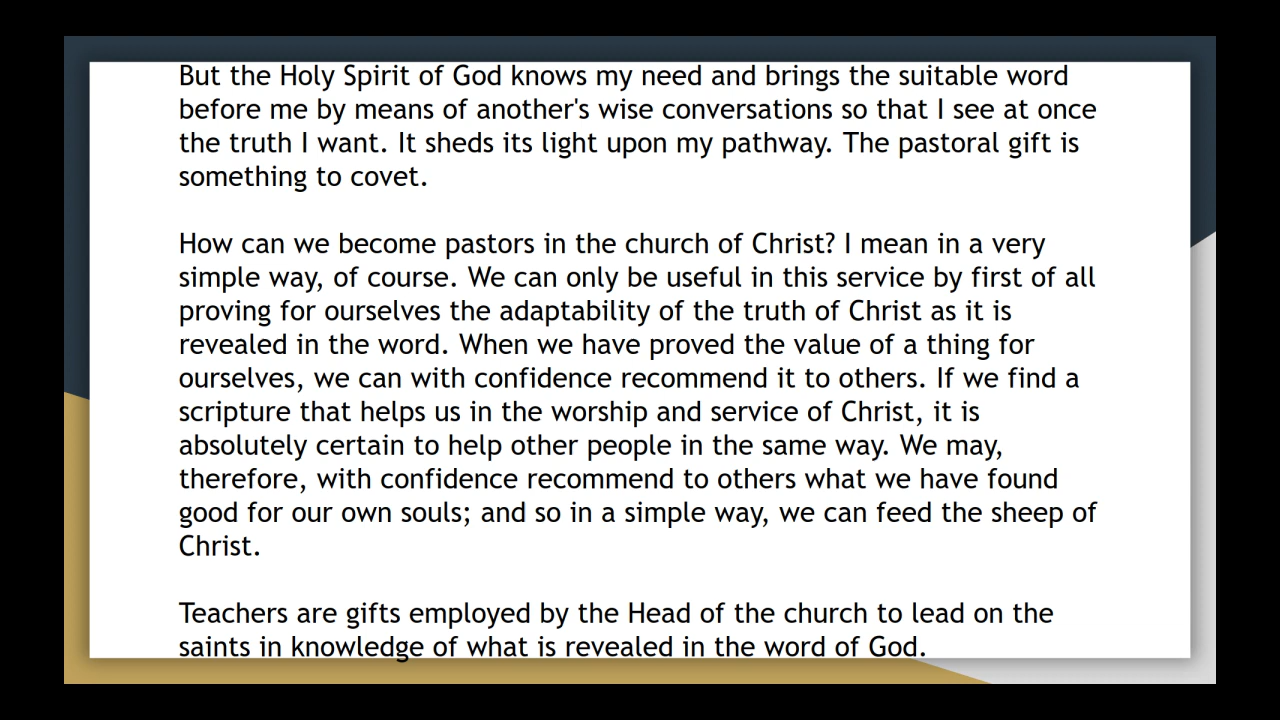 But the Holy Spirit of God knows my need and brings the suitable word
before me by means of another's wise conversations so that I see at once
the truth I want. It sheds its light upon my pathway. The pastoral gift is
something to covet.
How can we become pastors in the church of Christ? I mean in a very
simple way, of course. We can only be useful in this service by first of all
proving for ourselves the adaptability of the truth of Christ as it is
revealed in the word. When we have proved the value of a thing for
ourselves, we can with confidence recommend it to others. If we find a
scripture that helps us in the worship and service of Christ, it is
absolutely certain to help other people in the same way. We may,
therefore, with confidence recommend to others what we have found
good for our own souls; and so in a simple way, we can feed the sheep of
Christ.
Teachers are gifts employed by the Head of the church to lead on the
saints in knowledge of what is revealed in the word of God.